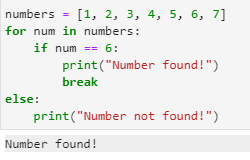 numbers = [1, 2, 3, 4, 5, 6, 7]
for num in numbers:
    if num == 6:
        print("Number found!")
        break
else:
    print("Number not found!")
Number found!